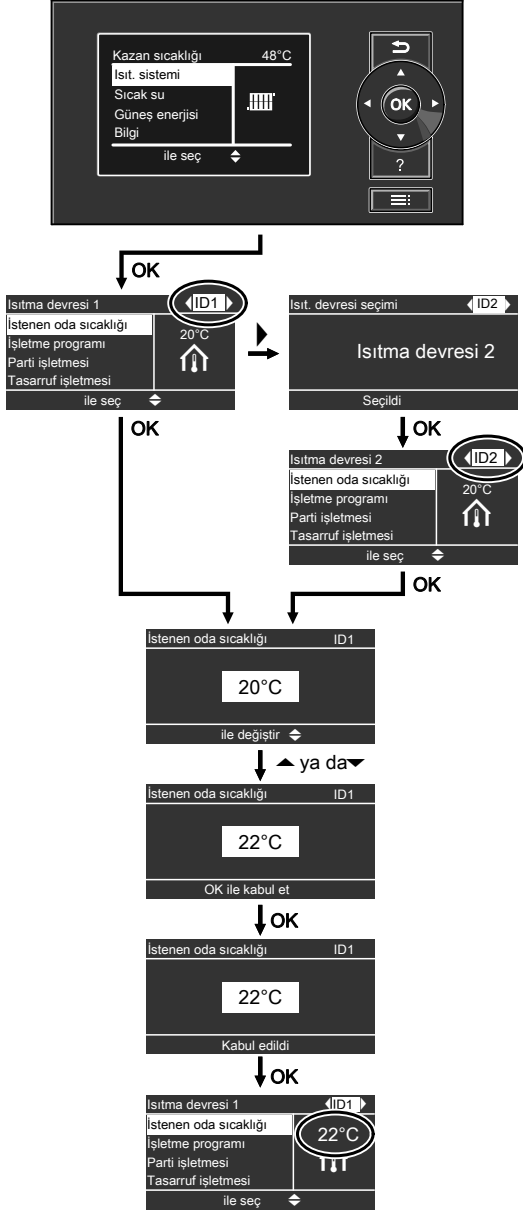 Kazan sıcaklığı 48°C
Isıt. sistemi
Sıcak su
Güneş enerjisi
Bilgi
ile seç
OK
?
OK
Isıtma devresi 1 ID1
İstenen oda sıcaklığı
İşletme programı
Parti işletmesi
Tasarruf işletmesi
20°C
ile seç
Isıt. devresi seçimi ID2
Isıtma devresi 2
Seçildi
OK
OK
Isıtma devresi 2 ID2
İstenen oda sıcaklığı
İşletme programı
Parti işletmesi
Tasarruf işletmesi
20°C
ile seç
OK
İstenen oda sıcaklığı ID1
20°C
ile değiştir
ya da
İstenen oda sıcaklığı ID1
22°C
OK ile kabul et
OK
İstenen oda sıcaklığı ID1
22°C
Kabul edildi
OK
Isıtma devresi 1 ID1
İstenen oda sıcaklığı
İşletme programı
Parti işletmesi
Tasarruf işletmesi
22°C
ile seç